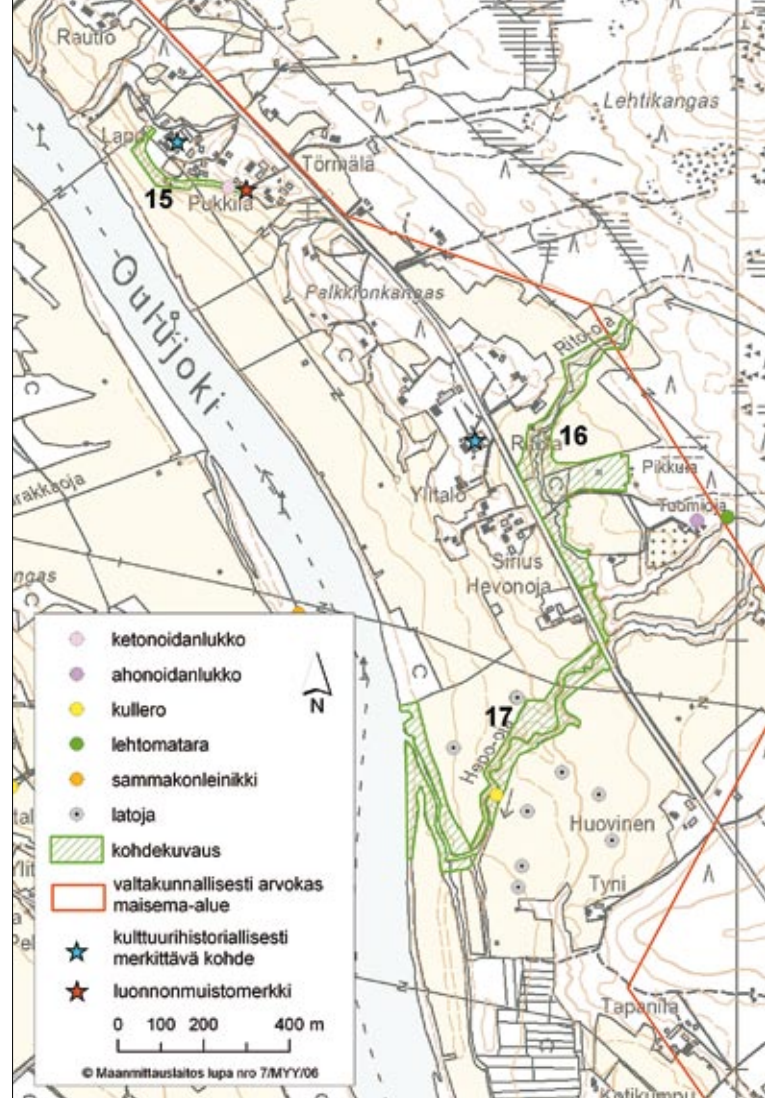 Rautio
Lehtikangas
Törmälä
15
Pukkila
Palkkionkangas
Oulujoki
16
Pikkula
Ylitalo
Tuomioja
Sirius
Hevonoja
17
Huovinen
Tyni
Tapanila
Kotikumpu
ketonoidanlukko
ahonoidanlukko
kullero
lehtomatara
sammakonleinikki
latoja
kohdekuvaus
valtakunnallisesti arvokas
maisema-alue
kulttuurihistoriallisesti
merkittävä kohde
luonnonmuistomerkki
N
0 100 200 400 m
© Maanmittauslaitos lupa nro 7/MYY/06